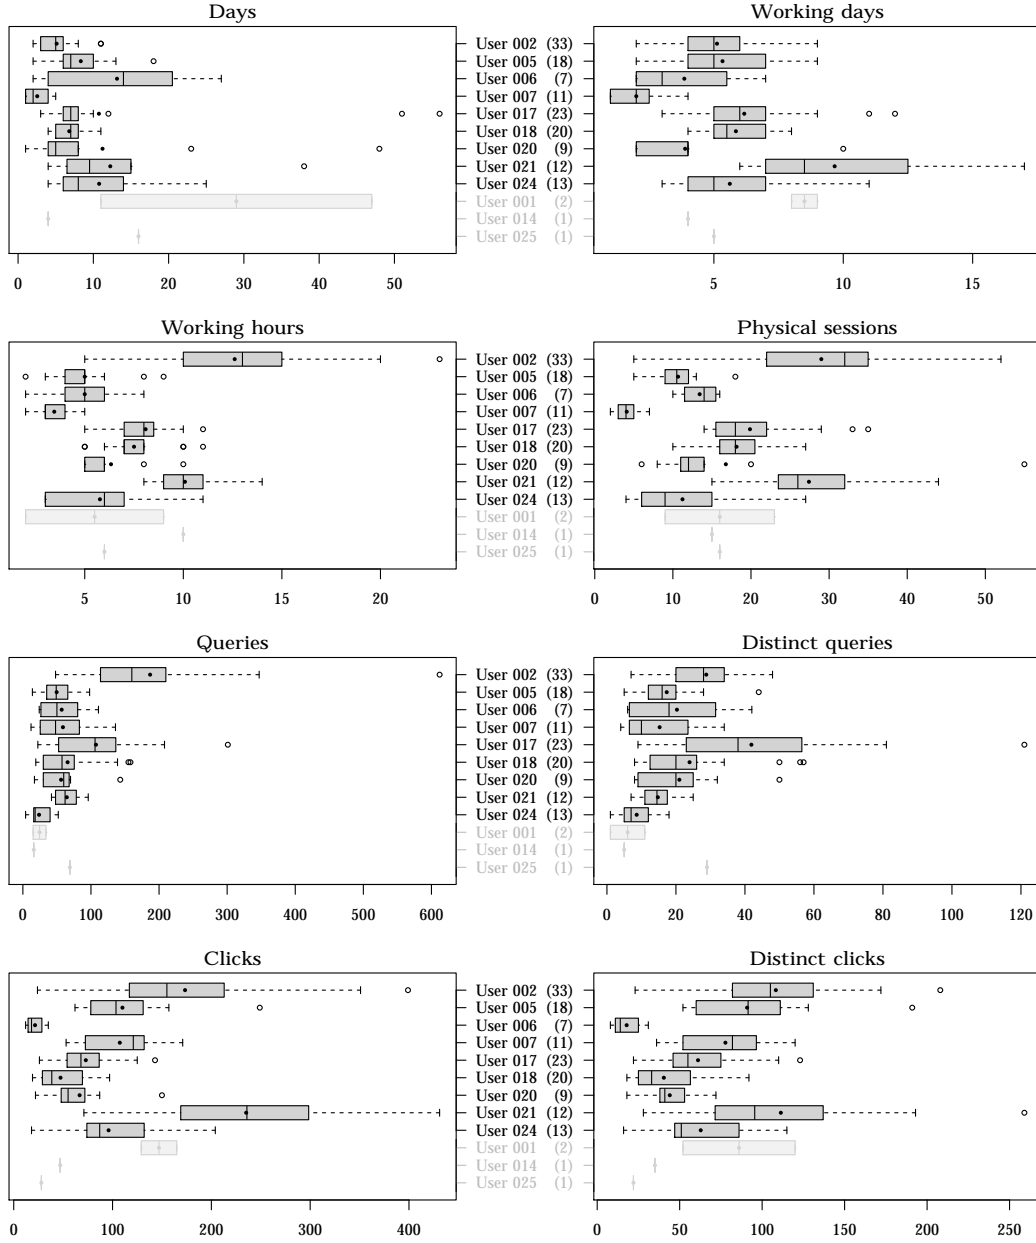 Days Working days
User 002 (33)
User 005 (18)
User 006 (7)
User 007 (11)
User 017 (23)
User 018 (20)
User 020 (9)
User 021 (12)
User 024 (13)
User 001 (2)
User 014 (1)
User 025 (1)
0 10 20 30 40 50 5 10 15
Working hours Physical sessions
User 002 (33)
User 005 (18)
User 006 (7)
User 007 (11)
User 017 (23)
User 018 (20)
User 020 (9)
User 021 (12)
User 024 (13)
User 001 (2)
User 014 (1)
User 025 (1)
5 10 15 20 0 10 20 30 40 50
Queries Distinct queries
User 002 (33)
User 005 (18)
User 006 (7)
User 007 (11)
User 017 (23)
User 018 (20)
User 020 (9)
User 021 (12)
User 024 (13)
User 001 (2)
User 014 (1)
User 025 (1)
0 100 200 300 400 500 600 0 20 40 60 80 100 120
Clicks Distinct clicks
User 002 (33)
User 005 (18)
User 006 (7)
User 007 (11)
User 017 (23)
User 018 (20)
User 020 (9)
User 021 (12)
User 024 (13)
User 001 (2)
User 014 (1)
User 025 (1)
0 100 200 300 400 0 50 100 150 200 250